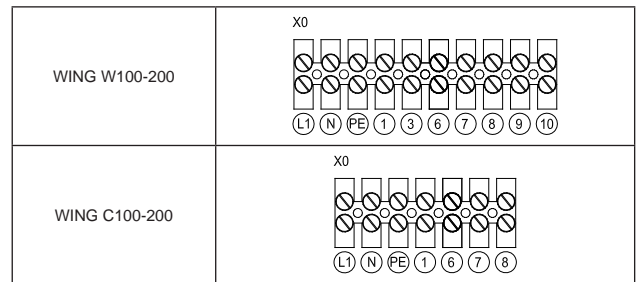 X0
WING W100-200
L1 N PE 1 3 6 7 8 9 10
X0
WING C100-200
L1 N PE 1 6 7 8